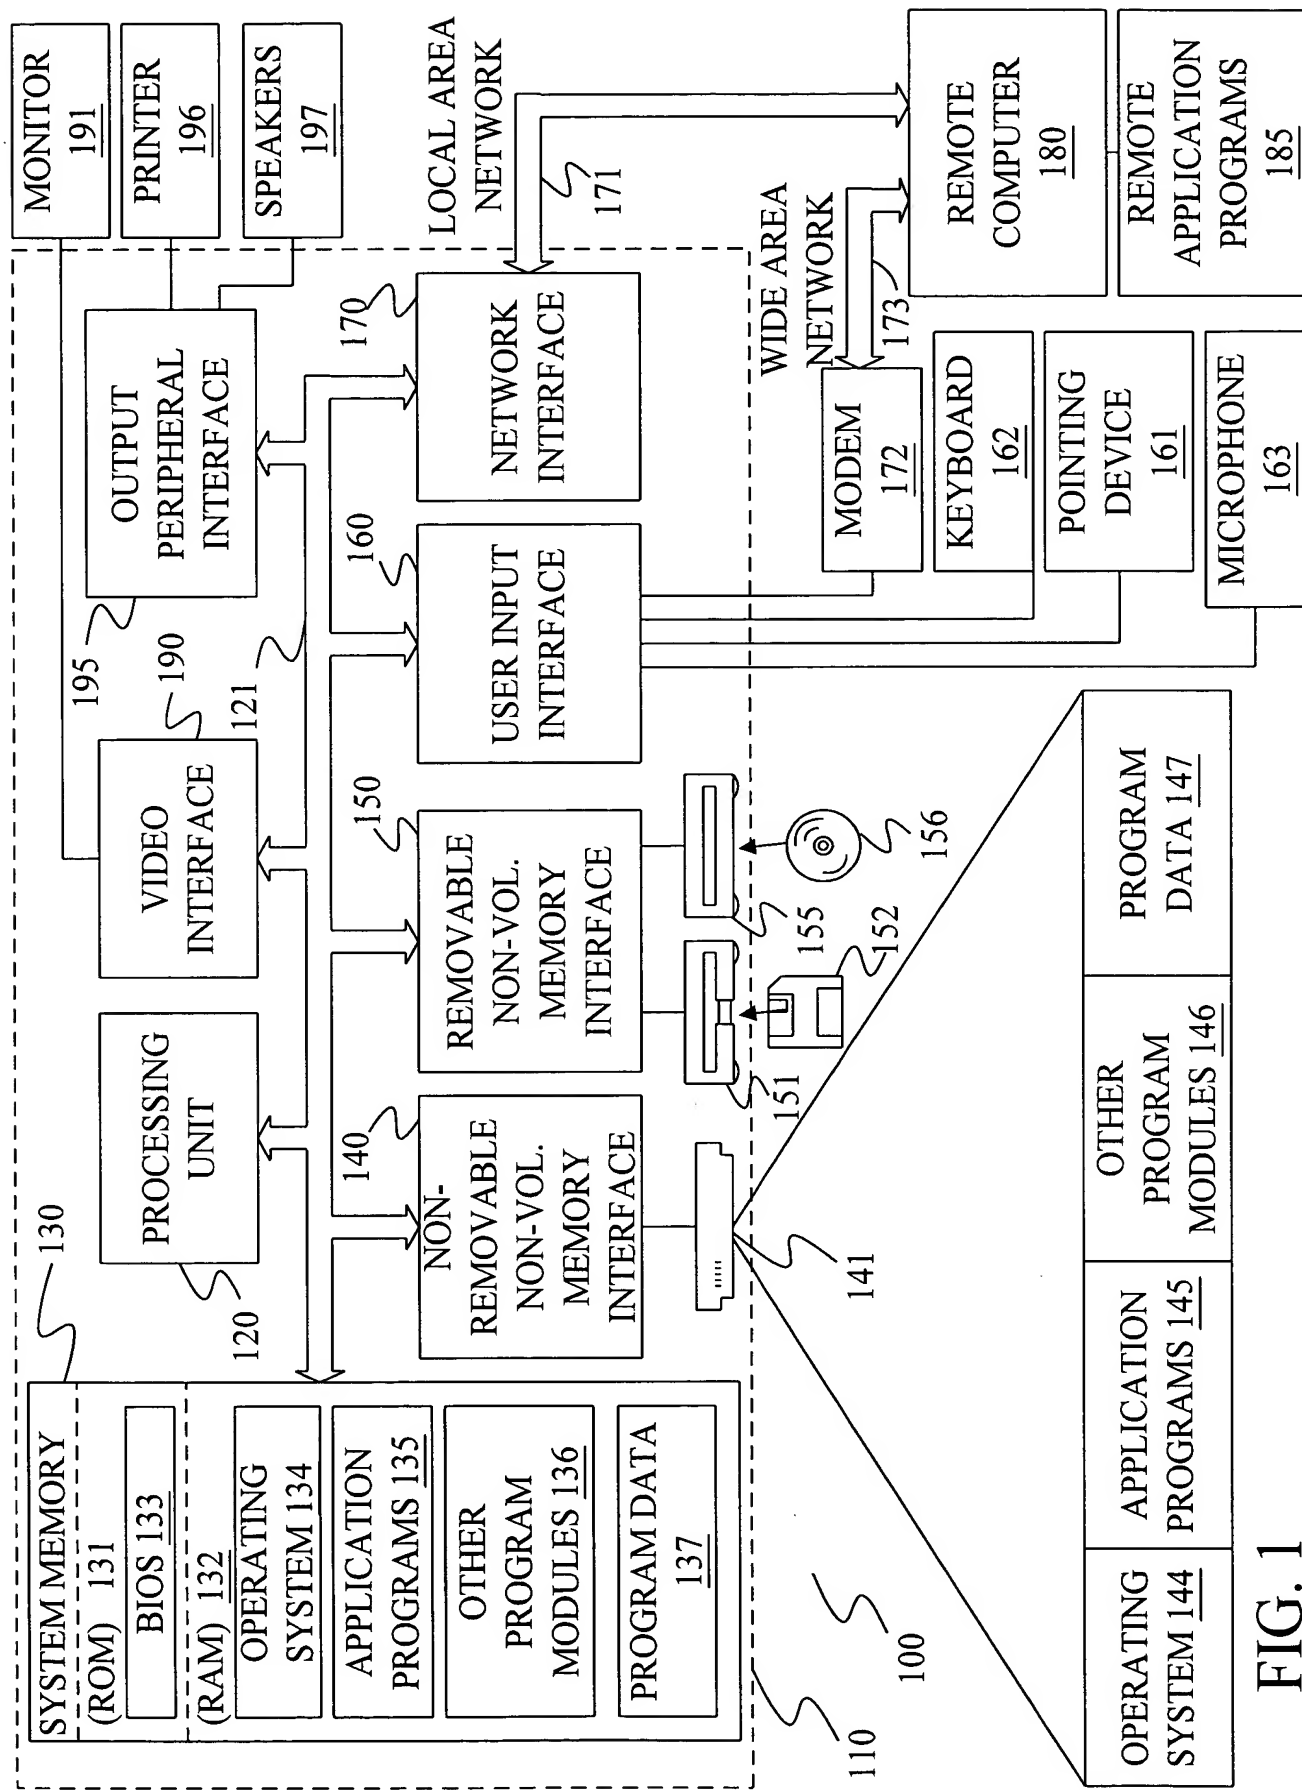 SYSTEM MEMORY
(ROM) 131
BIOS 133
(RAM) 132
OPERATING
SYSTEM 134
APPLICATION
PROGRAMS 135
OTHER
PROGRAM
MODULES 136
PROGRAM DATA
137
130
PROCESSING
UNIT
120
VIDEO
INTERFACE
190
OUTPUT
PERIPHERAL
INTERFACE
195
121
MONITOR
191
PRINTER
196
SPEAKERS
197
NON-
REMOVABLE
NON-VOL.
MEMORY
INTERFACE
140
REMOVABLE
NON-VOL.
MEMORY
INTERFACE
150
USER INPUT
INTERFACE
160
NETWORK
INTERFACE
170
LOCAL AREA
NETWORK
171
141
151
152
155
156
WIDE AREA
NETWORK
173
MODEM
172
KEYBOARD
162
POINTING
DEVICE
161
MICROPHONE
163
REMOTE
COMPUTER
180
REMOTE
APPLICATION
PROGRAMS
185
110
100
OPERATING
SYSTEM 144
APPLICATION
PROGRAMS 145
OTHER
PROGRAM
MODULES 146
PROGRAM
DATA 147
FIG. 1